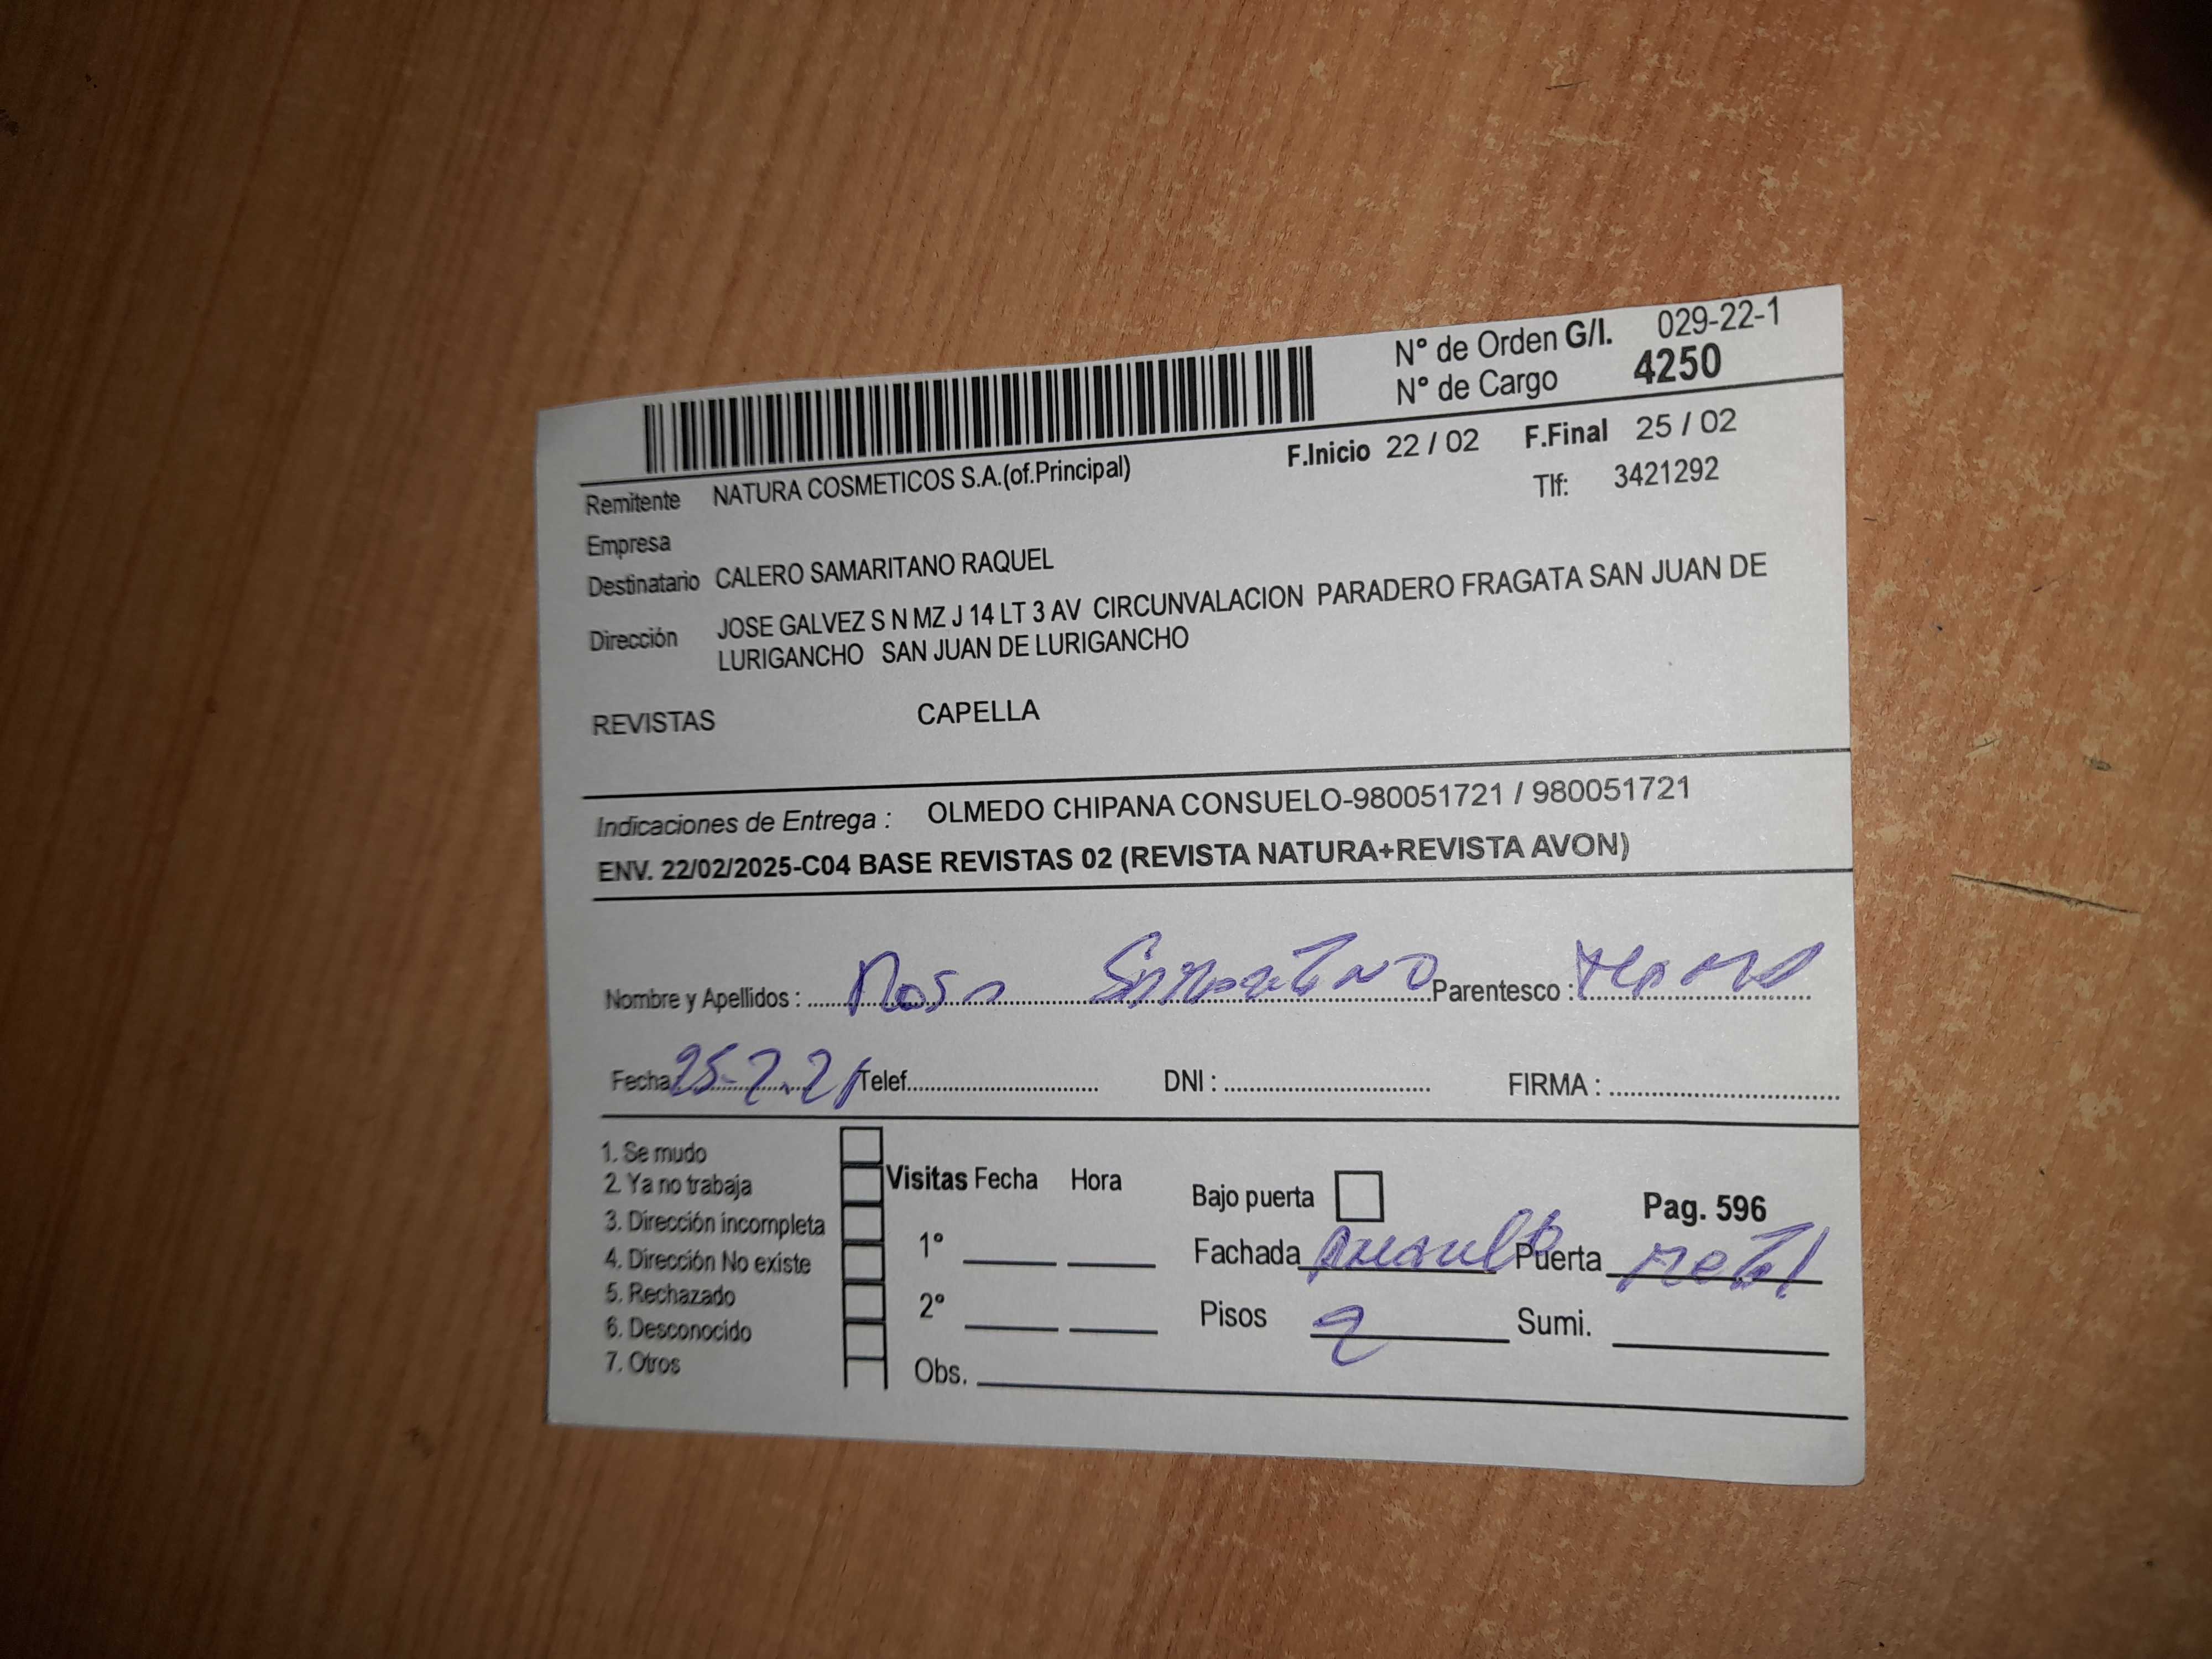 Nº de Orden G/I. 029-22-1
Nº de Cargo 4250
F.Inicio 22 / 02 F.Final 25 / 02
Remitente NATURA COSMETICOS S.A.(of.Principal)
Tlf: 3421292
Empresa
Destinatario CALERO SAMARITANO RAQUEL
Dirección JOSE GALVEZ S N MZ J 14 LT 3 AV CIRCUNVALACION PARADERO FRAGATA SAN JUAN DE
LURIGANCHO SAN JUAN DE LURIGANCHO
REVISTAS CAPELLA
Indicaciones de Entrega : OLMEDO CHIPANA CONSUELO-980051721 / 980051721
ENV. 22/02/2025-C04 BASE REVISTAS 02 (REVISTA NATURA+REVISTA AVON)
Nombre y Apellidos : Parentesco :
Fecha Telef. DNI : FIRMA :
1. Se mudo
2. Ya no trabaja
3. Dirección incompleta
4. Dirección No existe
5. Rechazado
6. Desconocido
7. Otros
Visitas Fecha Hora
1º
2º
Obs.
Bajo puerta Pag. 596
Fachada Puerta
Pisos 2 Sumi.